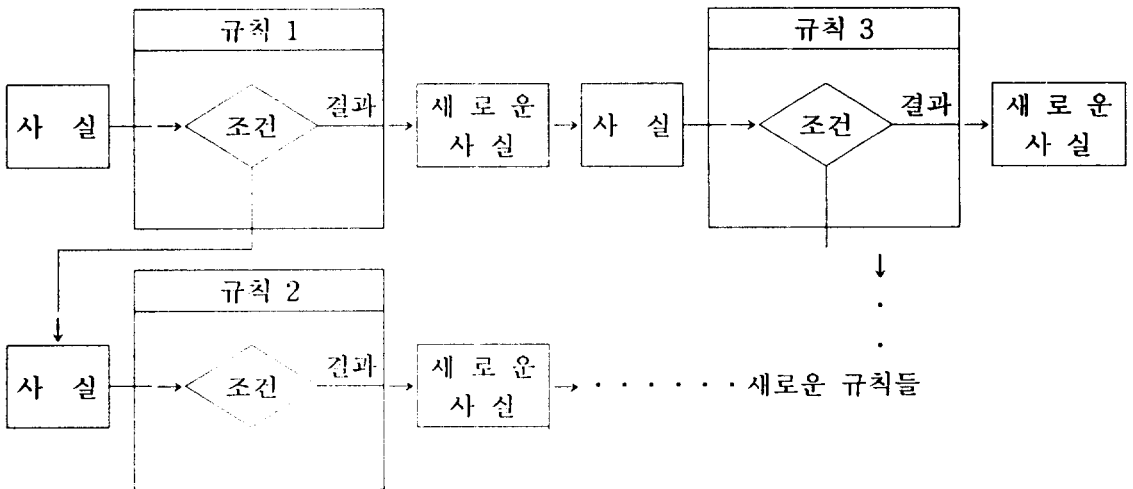 규칙 1
규칙 3
사 실
조건
결과
새 로 운
사 실
사 실
조건
결과
새 로 운
사 실
규칙 2
사 실
조건
결과
새 로 운
사 실
새로운 규칙들